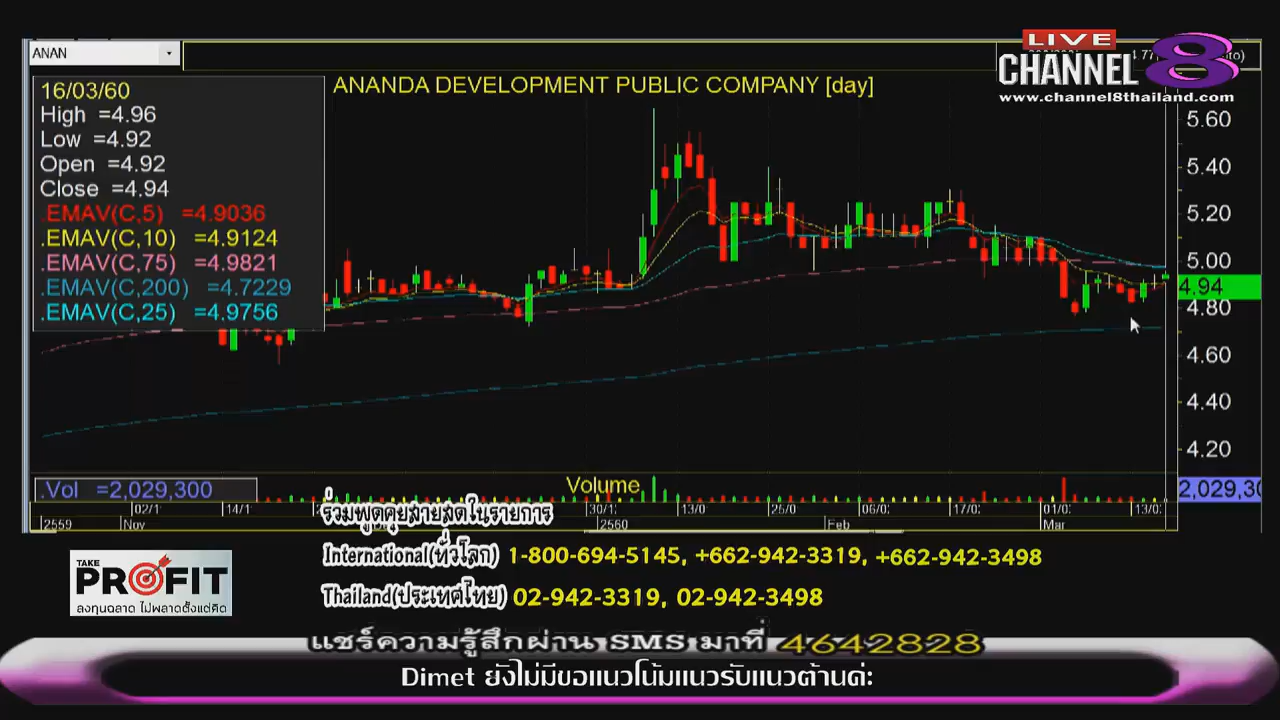 ANAN
LIVE
CHANNEL 8
www.channel8thailand.com
ANANDA DEVELOPMENT PUBLIC COMPANY [day]
16/03/60
High =4.96
Low =4.92
Open =4.92
Close =4.94
.EMAV(C,5) =4.9036
.EMAV(C,10) =4.9124
.EMAV(C,75) =4.9821
.EMAV(C,200) =4.7229
.EMAV(C,25) =4.9756
5.60
5.40
5.20
5.00
4.94
4.80
4.60
4.40
4.20
.Vol =2,029,300
Volume
2,029,30
02/1 14/1 30/1 13/0 25/0 06/0 17/0 01/0 13/0
2559 Nov 2560 Feb Mar
ร่วมพูดคุยสายสดในรายการ
International(ทั่วโลก) 1-800-694-5145, +662-942-3319, +662-942-3498
Thailand(ประเทศไทย) 02-942-3319, 02-942-3498
TAKE
PROFIT
ลงทุนฉลาด ไม่พลาดตั้งแต่คิด
แชร์ความรู้สึกผ่าน SMS มาที่ 4642828
Dimet ยังไม่มีขอแนวโน้มแนวรับแนวต้านค่ะ